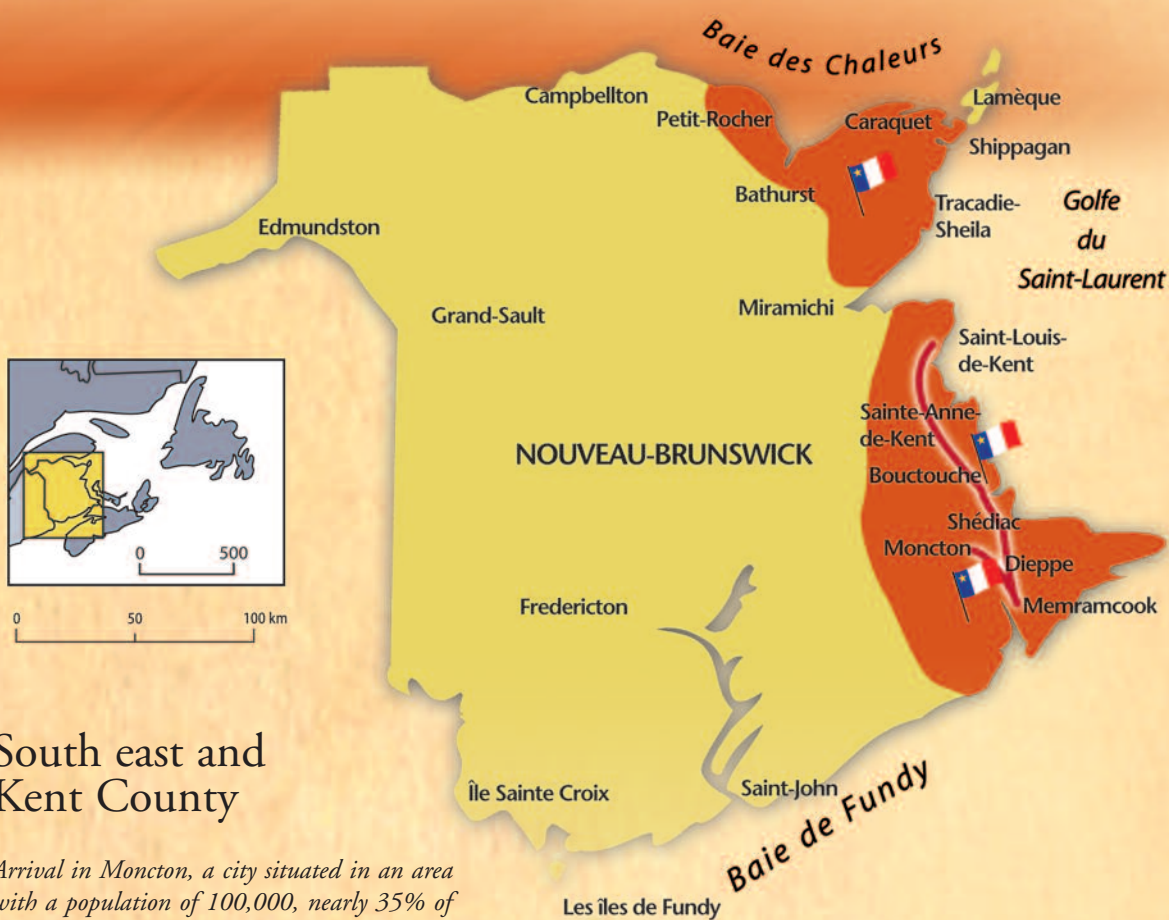 Baie des Chaleurs
Campbellton
Lamèque
Petit-Rocher
Caraquet
Shippagan
Bathurst
Tracadie-
Sheila
Golfe
du
Saint-Laurent
Edmundston
Grand-Sault
Miramichi
Saint-Louis-
de-Kent
Sainte-Anne-
de-Kent
NOUVEAU-BRUNSWICK
Bouctouche
Shédiac
Moncton
Dieppe
0 500
Fredericton
Memramcook
0 50 100 km
South east and
Kent County
Île Sainte Croix
Saint-John
Baie de Fundy
Arrival in Moncton, a city situated in an area
with a population of 100,000, nearly 35% of
Les îles de Fundy